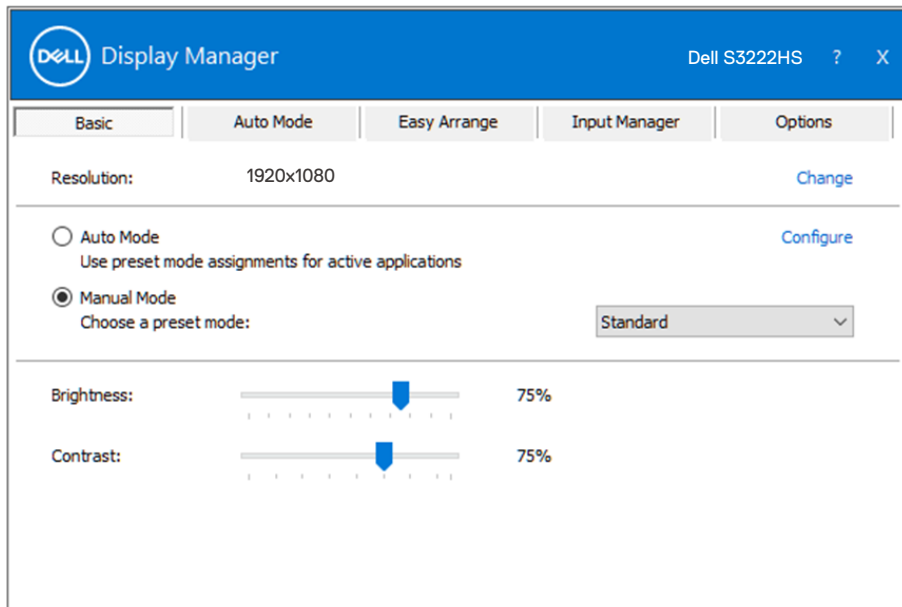 DELL Display Manager Dell S3222HS ? X
Basic Auto Mode Easy Arrange Input Manager Options
Resolution: 1920x1080 Change
Auto Mode Configure
Use preset mode assignments for active applications
Manual Mode
Choose a preset mode: Standard
Brightness: 75%
Contrast: 75%